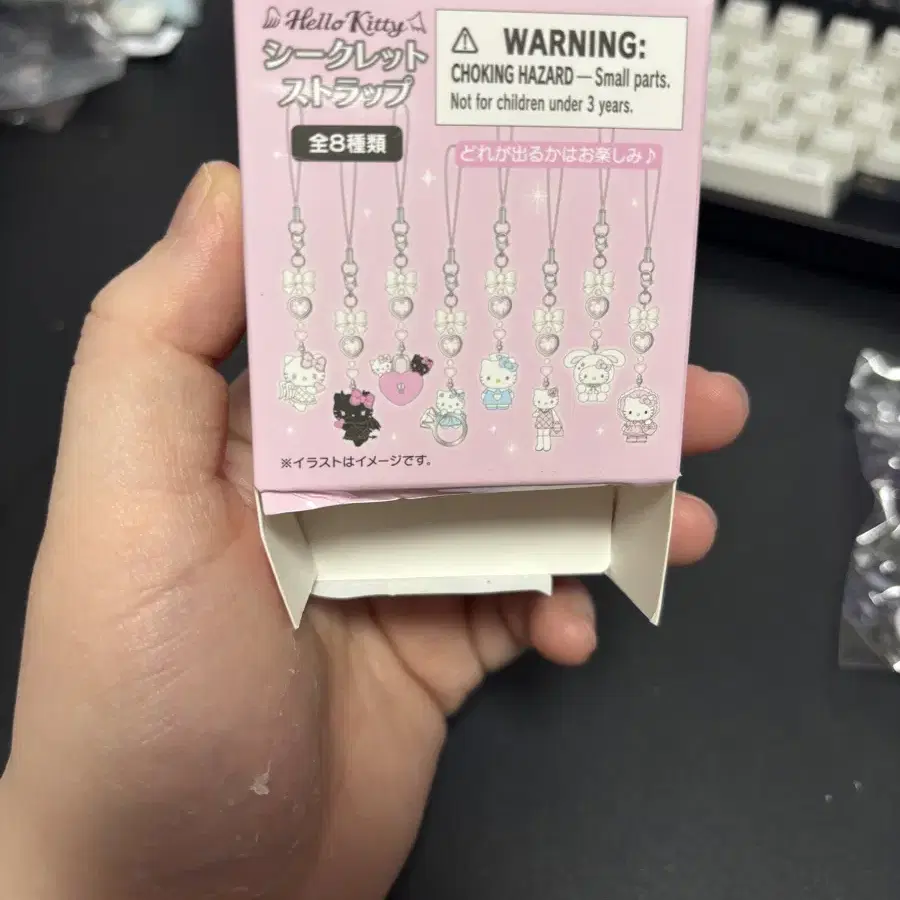 Hello Kitty
シークレット
ストラップ
全8種類
⚠ WARNING:
CHOKING HAZARD — Small parts.
Not for children under 3 years.
どれが出るかはお楽しみ♪
※イラストはイメージです。